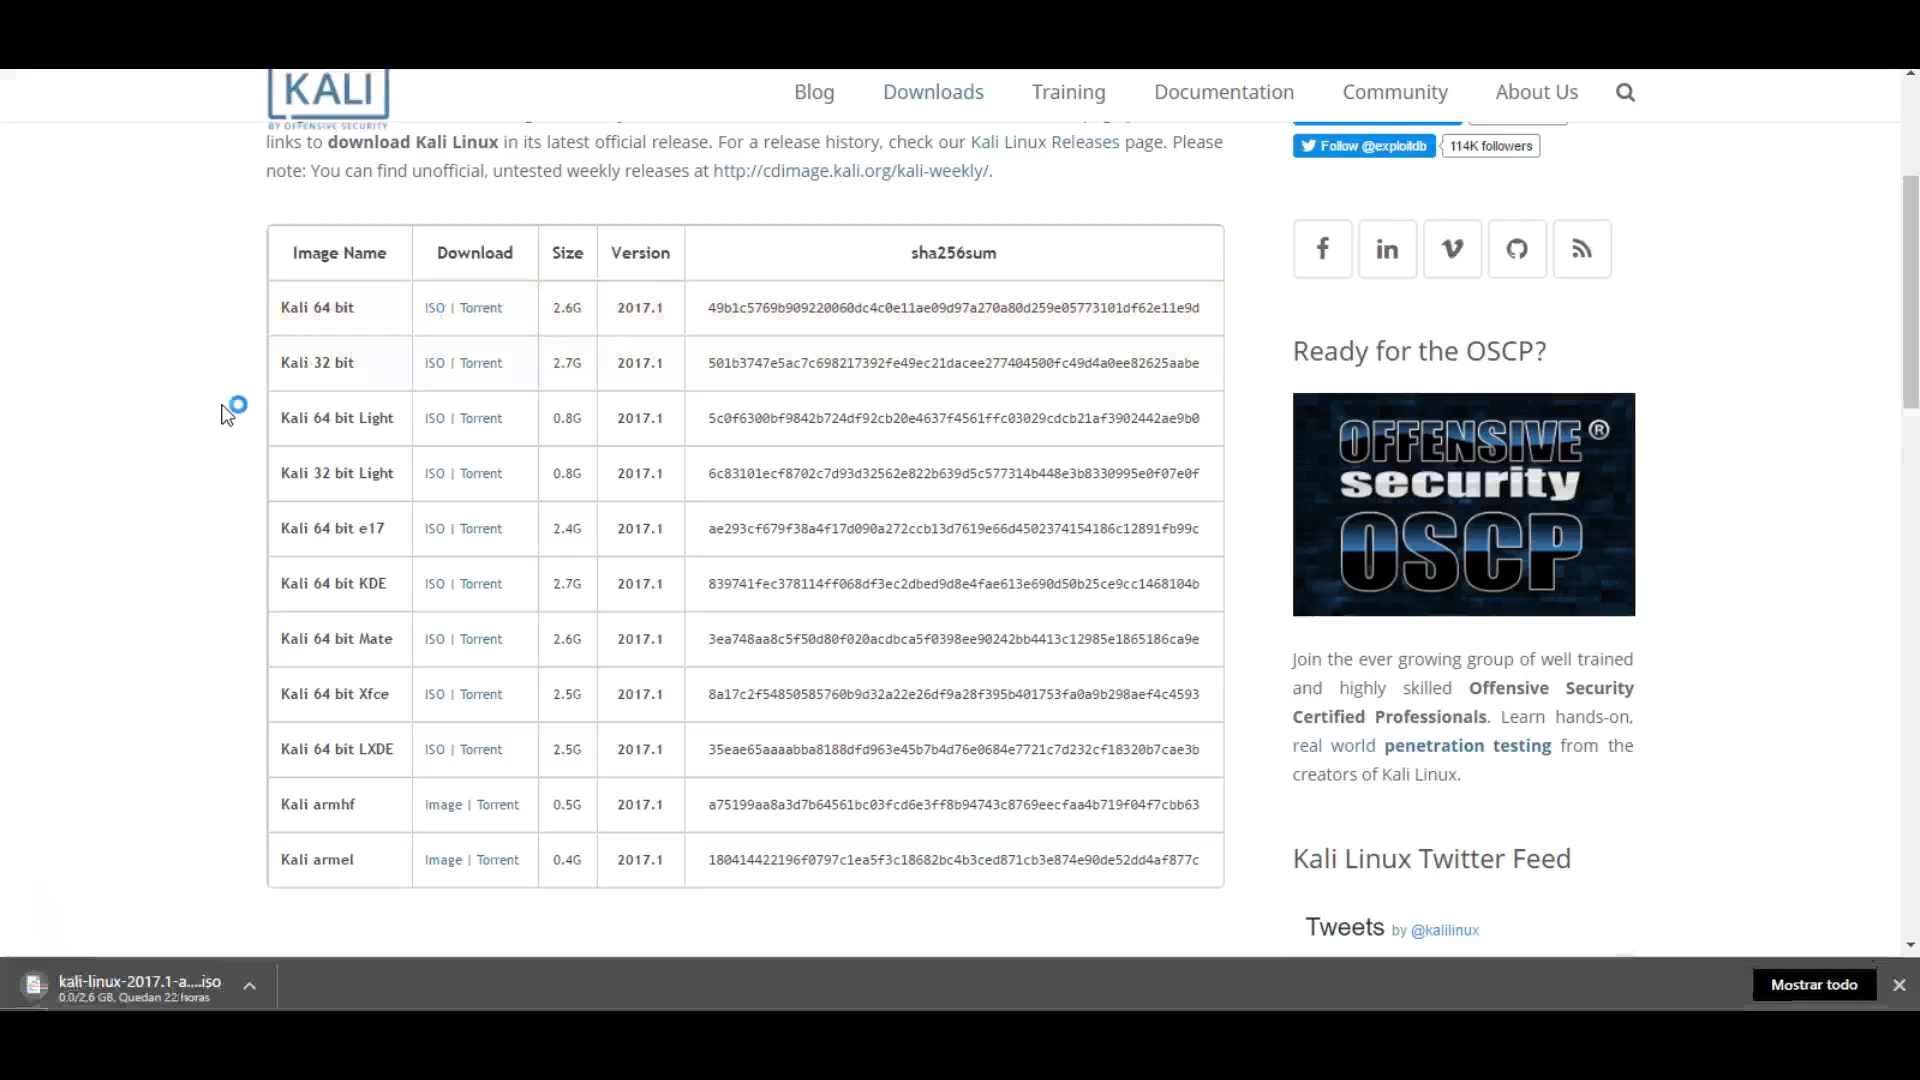 KALI
BY OFFENSIVE SECURITY
Blog
Downloads
Training
Documentation
Community
About Us
links to download Kali Linux in its latest official release. For a release history, check our Kali Linux Releases page. Please
note: You can find unofficial, untested weekly releases at http://cdimage.kali.org/kali-weekly/.
Image Name Download Size Version sha256sum
Kali 64 bit ISO | Torrent 2.6G 2017.1 49b1c5769b909220060dc4c0e11ae09d97a270a80d259e05773101df62e11e9d
Kali 32 bit ISO | Torrent 2.7G 2017.1 501b3747e5ac7c698217392fe49ec21dacee277404500fc49d4a0ee82625aabe
Kali 64 bit Light ISO | Torrent 0.8G 2017.1 5c0f6300bf9842b724df92cb20e4637f4561ffc03029cdcb21af3902442ae9b0
Kali 32 bit Light ISO | Torrent 0.8G 2017.1 6c83101ecf8702c7d93d32562e822b639d5c577314b448e3b8330995e0f07e0f
Kali 64 bit e17 ISO | Torrent 2.4G 2017.1 ae293cf679f38a4f17d090a272ccb13d7619e66d4502374154186c12891fb99c
Kali 64 bit KDE ISO | Torrent 2.7G 2017.1 839741fec378114ff068df3ec2dbed9d8e4fae613e690d50b25ce9cc1468104b
Kali 64 bit Mate ISO | Torrent 2.6G 2017.1 3ea748aa8c5f50d80f020acdbca5f0398ee90242bb4413c12985e1865186ca9e
Kali 64 bit Xfce ISO | Torrent 2.5G 2017.1 8a17c2f54850585760b9d32a22e26df9a28f395b401753fa0a9b298aef4c4593
Kali 64 bit LXDE ISO | Torrent 2.5G 2017.1 35eae65aaaabba8188dfd963e45b7b4d76e0684e7721c7d232cf18320b7cae3b
Kali armhf Image | Torrent 0.5G 2017.1 a75199aa8a3d7b64561bc03fcd6e3ff8b94743c8769eecfaa4b719f04f7cbb63
Kali armel Image | Torrent 0.4G 2017.1 180414422196f0797c1ea5f3c18682bc4b3ced871cb3e874e90de52dd4af877c
Follow @exploitdb 114K followers
Ready for the OSCP?
OFFENSIVE®
security
OSCP
Join the ever growing group of well trained
and highly skilled Offensive Security
Certified Professionals. Learn hands-on,
real world penetration testing from the
creators of Kali Linux.
Kali Linux Twitter Feed
Tweets by @kalilinux
kali-linux-2017.1-a....iso
0,0/2,6 GB, Quedan 22 horas
Mostrar todo